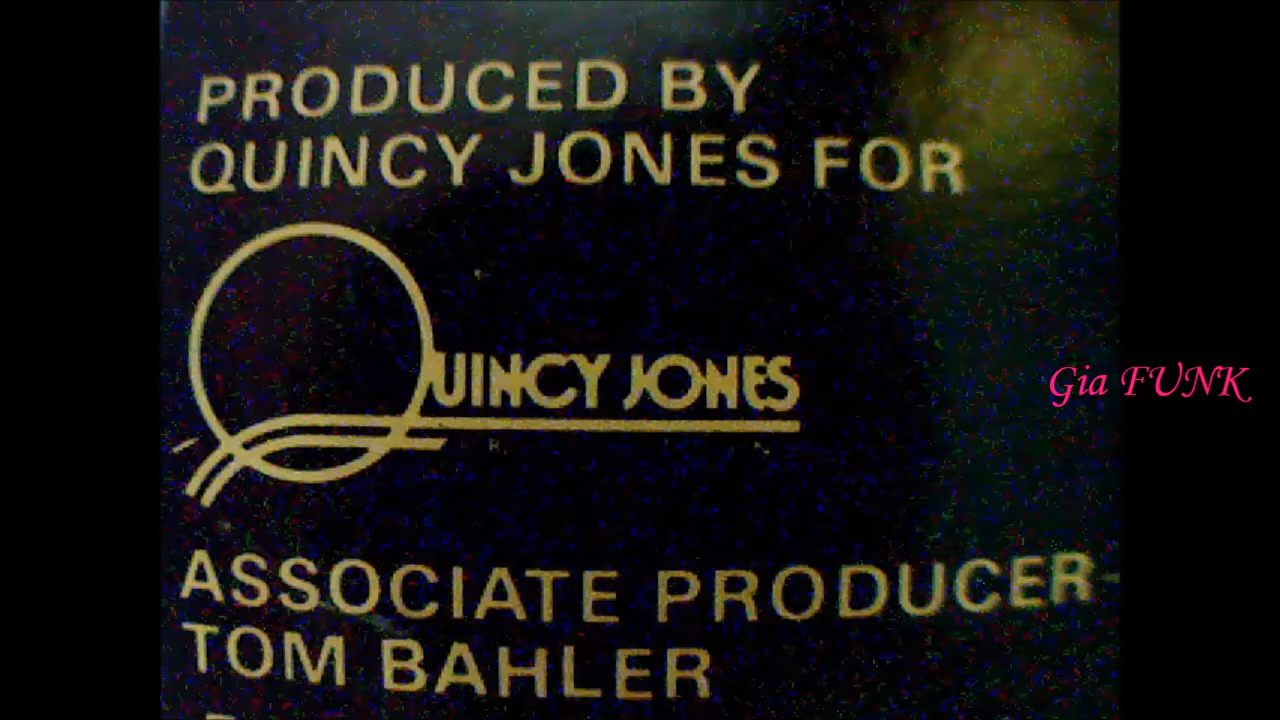 PRODUCED BY
QUINCY JONES FOR
QUINCY JONES
Gia FUNK
ASSOCIATE PRODUCER
TOM BAHLER